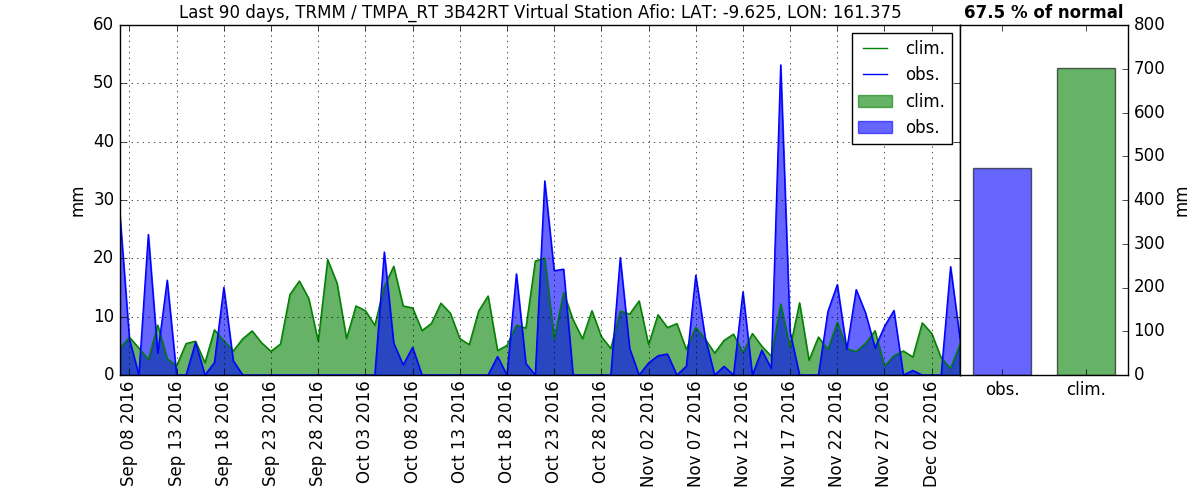 Last 90 days, TRMM / TMPA_RT 3B42RT Virtual Station Afio: LAT: -9.625, LON: 161.375
67.5 % of normal
60
50
40
30
20
10
0
mm
clim.
obs.
clim.
obs.
800
700
600
500
400
300
200
100
0
mm
Sep 08 2016
Sep 13 2016
Sep 18 2016
Sep 23 2016
Sep 28 2016
Oct 03 2016
Oct 08 2016
Oct 13 2016
Oct 18 2016
Oct 23 2016
Oct 28 2016
Nov 02 2016
Nov 07 2016
Nov 12 2016
Nov 17 2016
Nov 22 2016
Nov 27 2016
Dec 02 2016
obs.
clim.